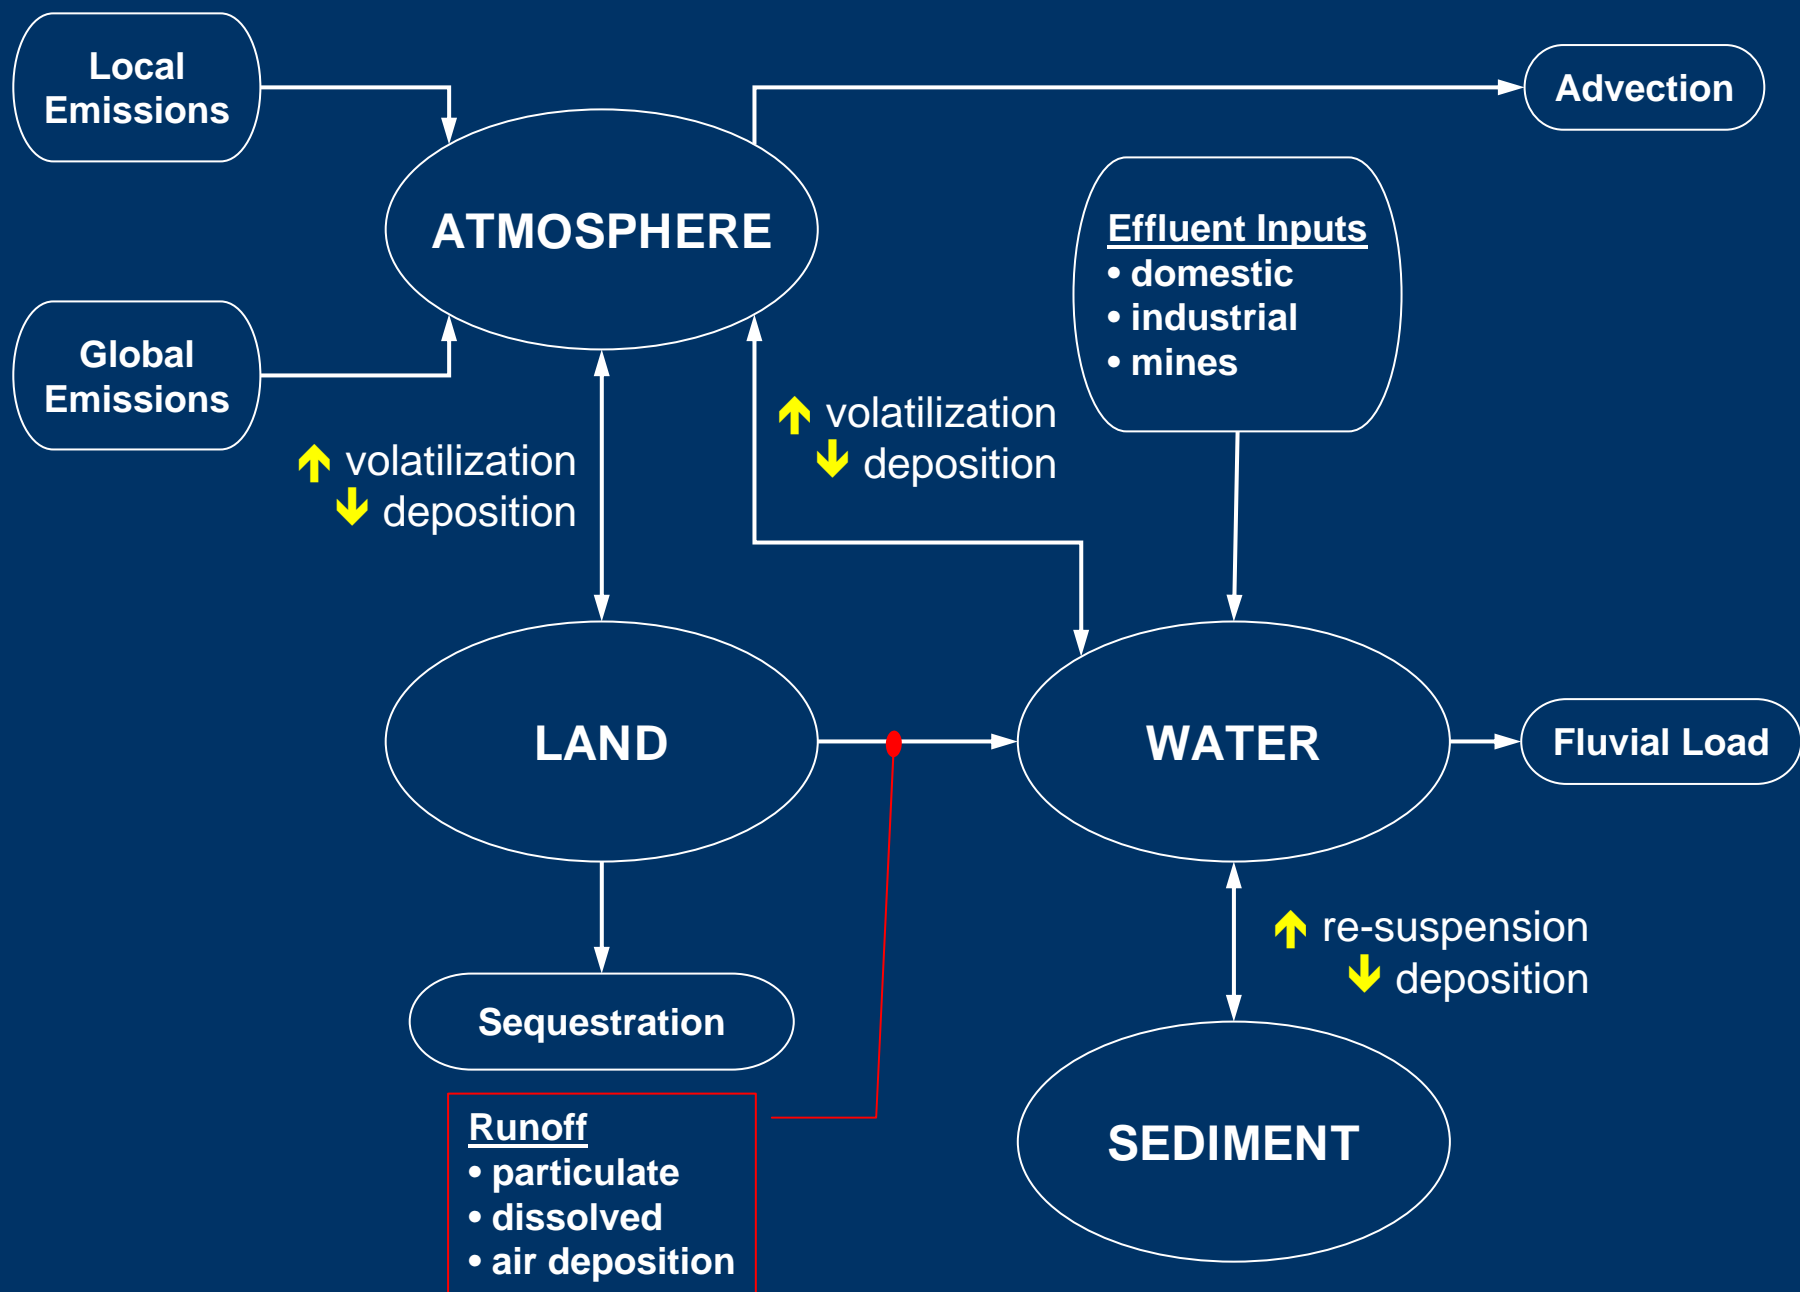 Local
Emissions
Advection
ATMOSPHERE
Effluent Inputs
• domestic
• industrial
• mines
Global
Emissions
↑ volatilization
↓ deposition
↑ volatilization
↓ deposition
LAND
WATER
Fluvial Load
↑ re-suspension
↓ deposition
Sequestration
Runoff
• particulate
• dissolved
• air deposition
SEDIMENT